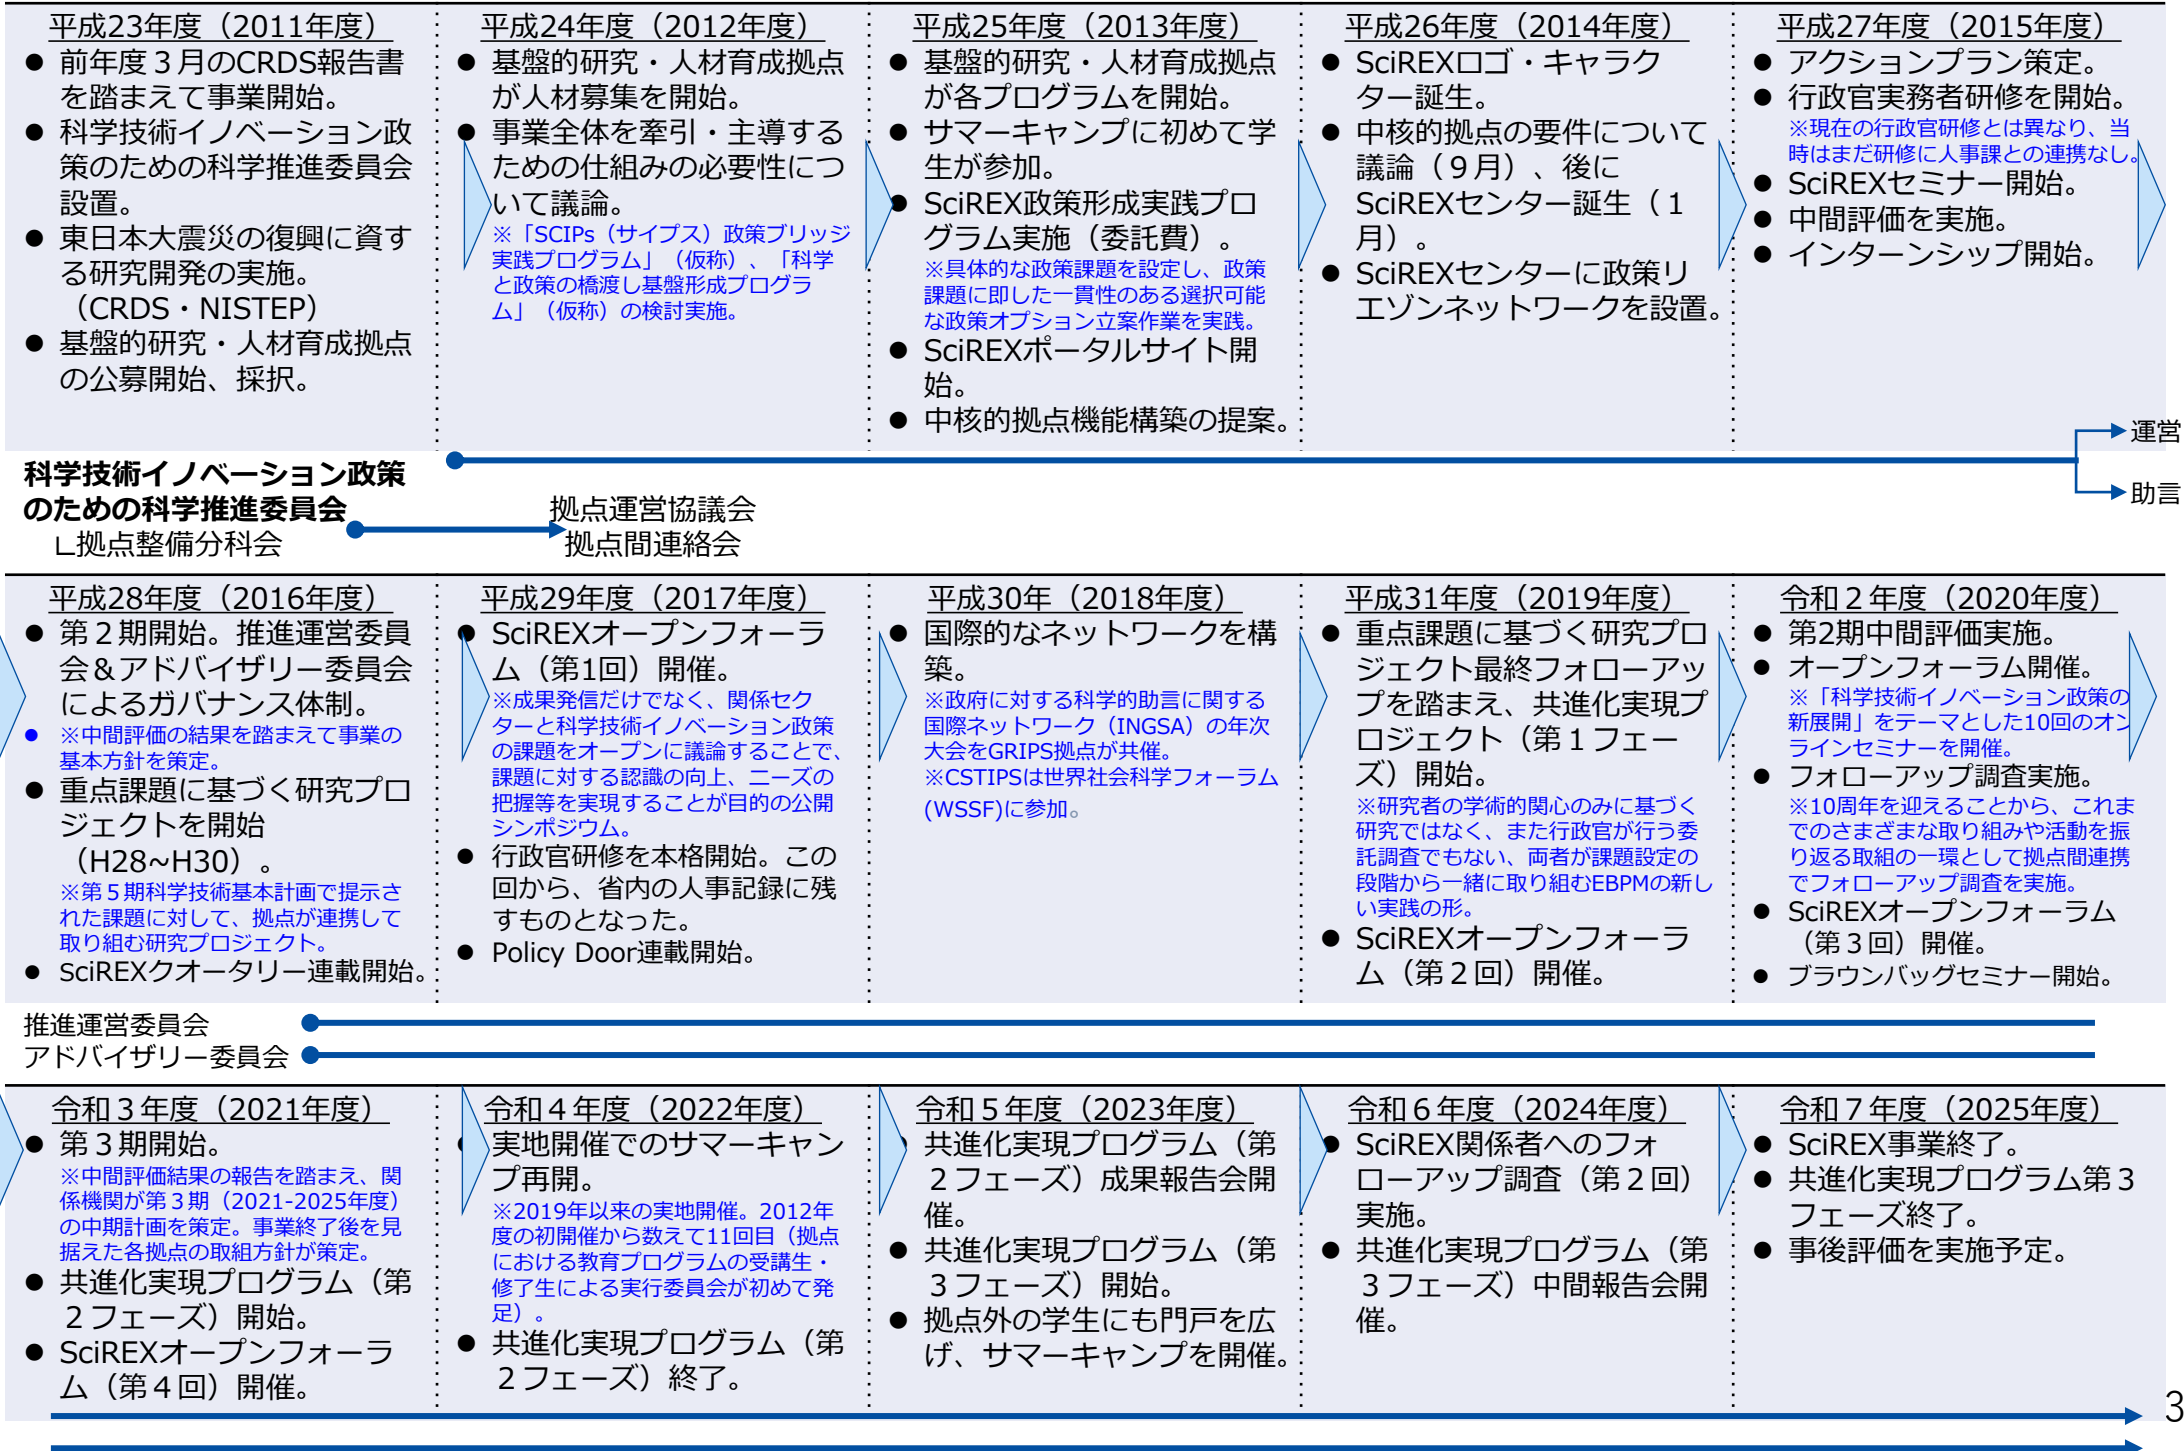 平成23年度（2011年度）
● 前年度３月のCRDS報告書
を踏まえて事業開始。
● 科学技術イノベーション政
策のための科学推進委員会
設置。
● 東日本大震災の復興に資す
る研究開発の実施。
（CRDS・NISTEP）
● 基盤的研究・人材育成拠点
の公募開始、採択。
平成24年度（2012年度）
● 基盤的研究・人材育成拠点
が人材募集を開始。
● 事業全体を牽引・主導する
ための仕組みの必要性につ
いて議論。
※「SCIPs（サイプス）政策ブリッジ
実践プログラム」（仮称）、「科学
と政策の橋渡し基盤形成プログラ
ム」（仮称）の検討実施。
平成25年度（2013年度）
● 基盤的研究・人材育成拠点
が各プログラムを開始。
● サマーキャンプに初めて学
生が参加。
● SciREX政策形成実践プロ
グラム実施（委託費）。
※具体的な政策課題を設定し、政策
課題に即した一貫性のある選択可能
な政策オプション立案作業を実践。
● SciREXポータルサイト開
始。
● 中核的拠点機能構築の提案。
平成26年度（2014年度）
● SciREXロゴ・キャラク
ター誕生。
● 中核的拠点の要件について
議論（９月）、後に
SciREXセンター誕生（１
月）。
● SciREXセンターに政策リ
エゾンネットワークを設置。
平成27年度（2015年度）
● アクションプラン策定。
● 行政官実務者研修を開始。
※現在の行政官研修とは異なり、当
時はまだ研修に人事課との連携なし。
● SciREXセミナー開始。
● 中間評価を実施。
● インターンシップ開始。
運営
助言
科学技術イノベーション政策
のための科学推進委員会
∟拠点整備分科会
拠点運営協議会
拠点間連絡会
平成28年度（2016年度）
● 第２期開始。推進運営委員
会＆アドバイザリー委員会
によるガバナンス体制。
● ※中間評価の結果を踏まえて事業の
基本方針を策定。
● 重点課題に基づく研究プロ
ジェクトを開始
（H28~H30）。
※第５期科学技術基本計画で提示さ
れた課題に対して、拠点が連携して
取り組む研究プロジェクト。
● SciREXクオータリー連載開始。
平成29年度（2017年度）
● SciREXオープンフォーラ
ム（第1回）開催。
※成果発信だけでなく、関係セク
ターと科学技術イノベーション政策
の課題をオープンに議論することで、
課題に対する認識の向上、ニーズの
把握等を実現することが目的の公開
シンポジウム。
● 行政官研修を本格開始。この
回から、省内の人事記録に残
すものとなった。
● Policy Door連載開始。
平成30年（2018年度）
● 国際的なネットワークを構
築。
※政府に対する科学的助言に関する
国際ネットワーク（INGSA）の年次
大会をGRIPS拠点が共催。
※CSTIPSは世界社会科学フォーラム
(WSSF)に参加。
平成31年度（2019年度）
● 重点課題に基づく研究プロ
ジェクト最終フォローアッ
プを踏まえ、共進化実現プ
ロジェクト（第１フェー
ズ）開始。
※研究者の学術的関心のみに基づく
研究ではなく、また行政官が行う委
託調査でもない、両者が課題設定の
段階から一緒に取り組むEBPMの新し
い実践の形。
● SciREXオープンフォーラ
ム（第２回）開催。
令和２年度（2020年度）
● 第2期中間評価実施。
● オープンフォーラム開催。
※「科学技術イノベーション政策の
新展開」をテーマとした10回のオン
ラインセミナーを開催。
● フォローアップ調査実施。
※10周年を迎えることから、これま
でのさまざまな取り組みや活動を振
り返る取組の一環として拠点間連携
でフォローアップ調査を実施。
● SciREXオープンフォーラム
（第３回）開催。
● ブラウンバッグセミナー開始。
推進運営委員会
アドバイザリー委員会
令和３年度（2021年度）
● 第３期開始。
※中間評価結果の報告を踏まえ、関
係機関が第３期（2021-2025年度）
の中期計画を策定。事業終了後を見
据えた各拠点の取組方針が策定。
● 共進化実現プログラム（第
２フェーズ）開始。
● SciREXオープンフォーラ
ム（第４回）開催。
令和４年度（2022年度）
● 実地開催でのサマーキャン
プ再開。
※2019年以来の実地開催。2012年
度の初開催から数えて11回目（拠点
における教育プログラムの受講生・
修了生による実行委員会が初めて発
足）。
● 共進化実現プログラム（第
２フェーズ）終了。
令和５年度（2023年度）
● 共進化実現プログラム（第
２フェーズ）成果報告会開
催。
● 共進化実現プログラム（第
３フェーズ）開始。
● 拠点外の学生にも門戸を広
げ、サマーキャンプを開催。
令和６年度（2024年度）
● SciREX関係者へのフォ
ローアップ調査（第２回）
実施。
● 共進化実現プログラム（第
３フェーズ）中間報告会開
催。
令和７年度（2025年度）
● SciREX事業終了。
● 共進化実現プログラム第３
フェーズ終了。
● 事後評価を実施予定。
3